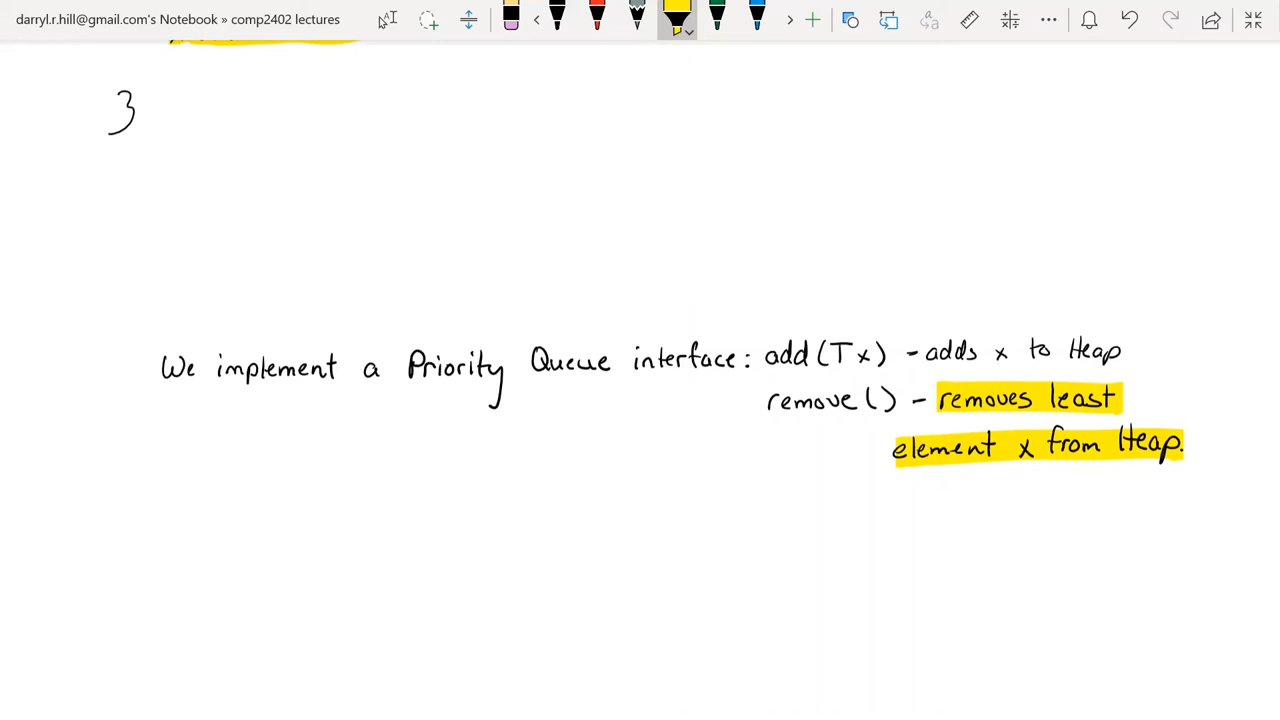 darryl.r.hill@gmail.com's Notebook » comp2402 lectures
3
We implement a Priority Queue interface: add(Tx) - adds x to Heap
remove() - removes least
element x from Heap.